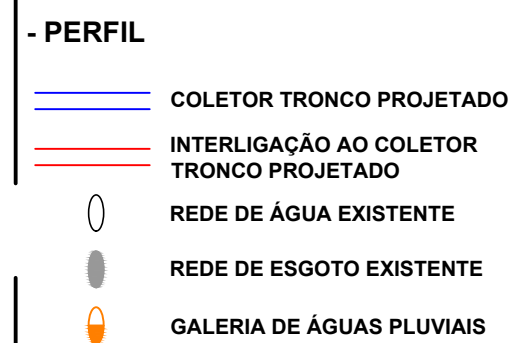 - PERFIL
COLETOR TRONCO PROJETADO
INTERLIGAÇÃO AO COLETOR
TRONCO PROJETADO
REDE DE ÁGUA EXISTENTE
REDE DE ESGOTO EXISTENTE
GALERIA DE ÁGUAS PLUVIAIS